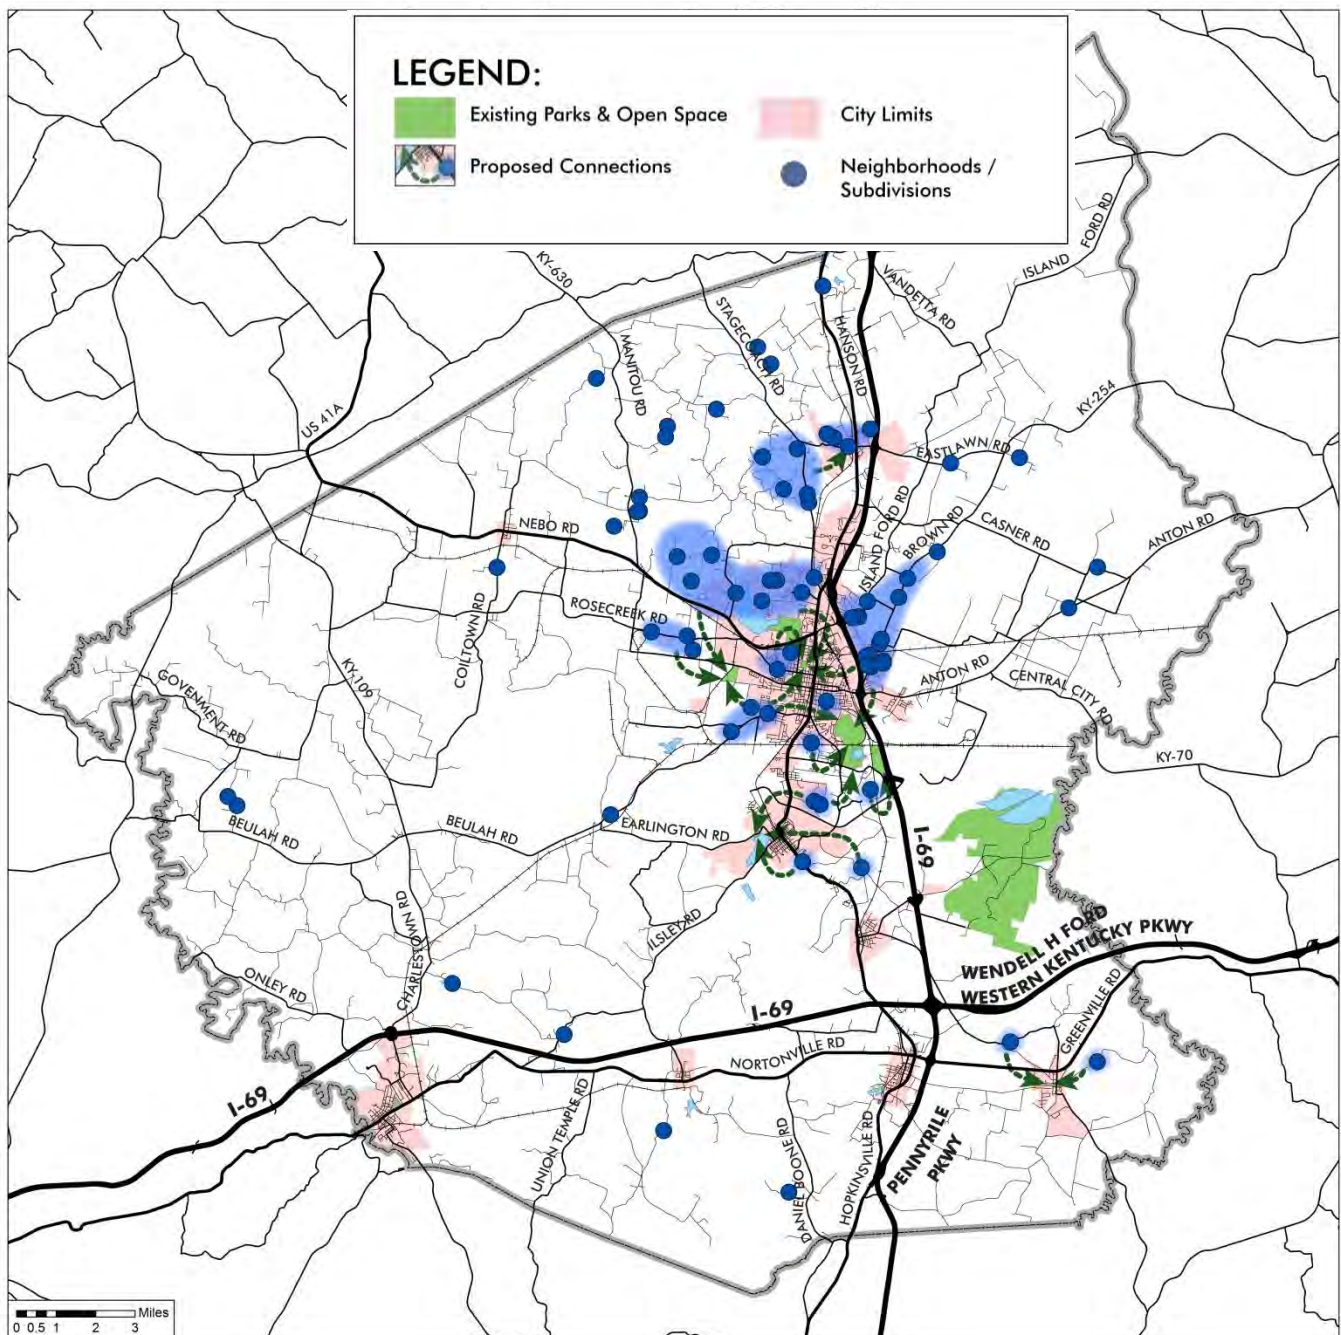 LEGEND:
Existing Parks & Open Space
City Limits
Proposed Connections
Neighborhoods /
Subdivisions
KY-630
VANDETTA RD
ISLAND FORD RD
STAGECOACH RD
HANSON RD
MANITOU RD
US 41A
KY-254
EASTLAWN RD
NEBO RD
ISLAND FORD RD
BROWN RD
CASNER RD
ANTON RD
ROSECREEK RD
COILTOWN RD
KY-109
GOVENMENT RD
ANTON RD
CENTRAL CITY RD
KY-70
BEULAH RD
BEULAH RD
EARLINGTON RD
I-69
CHARLESTOWN RD
ILSLEY RD
WENDELL H FORD
WESTERN KENTUCKY PKWY
ONLEY RD
I-69
GREENVILLE RD
NORTONVILLE RD
I-69
UNION TEMPLE RD
DANIEL BOONE RD
HOPKINSVILLE RD
PENNYRILE
PKWY
Miles
0 0.5 1 2 3